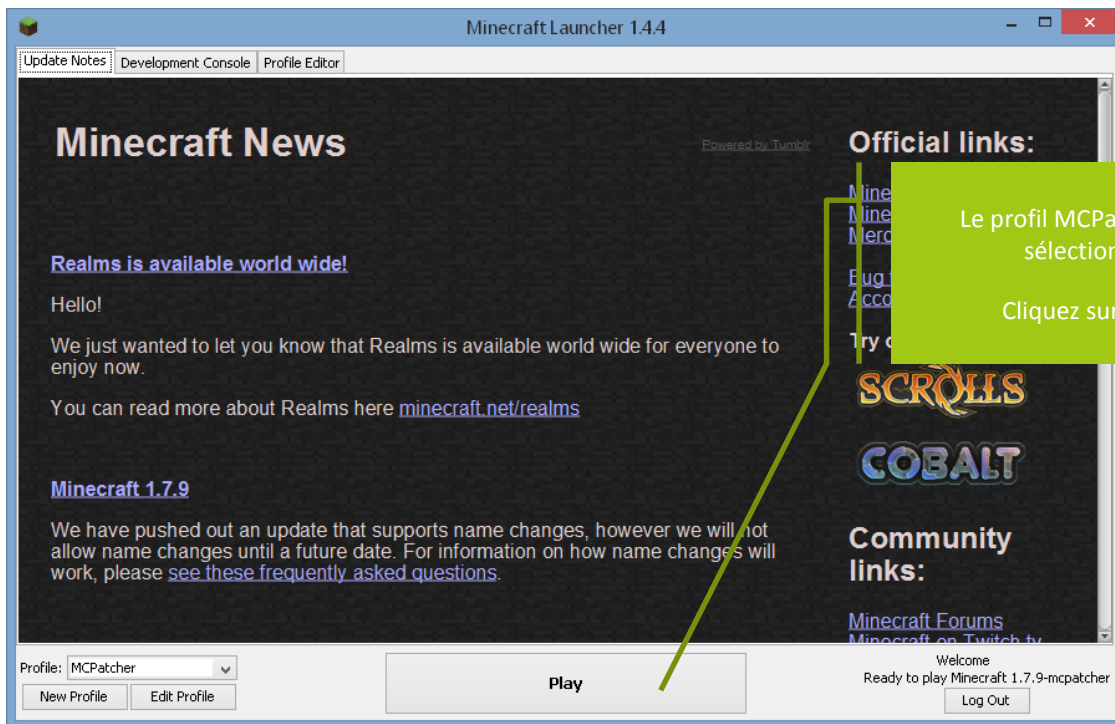 Minecraft Launcher 1.4.4
Update Notes
Development Console
Profile Editor
Minecraft News
Powered by Tumblr
Realms is available world wide!
Hello!
We just wanted to let you know that Realms is available world wide for everyone to
enjoy now.
You can read more about Realms here minecraft.net/realms
Minecraft 1.7.9
We have pushed out an update that supports name changes, however we will not
allow name changes until a future date. For information on how name changes will
work, please see these frequently asked questions.
Official links:
Le profil
Cliquez sur
SCROLLS
COBALT
Community
links:
Minecraft Forums
Minecraft on Twitch.tv
Profile: MCPatcher
New Profile
Edit Profile
Play
Welcome
Ready to play Minecraft 1.7.9-mcpatcher
Log Out